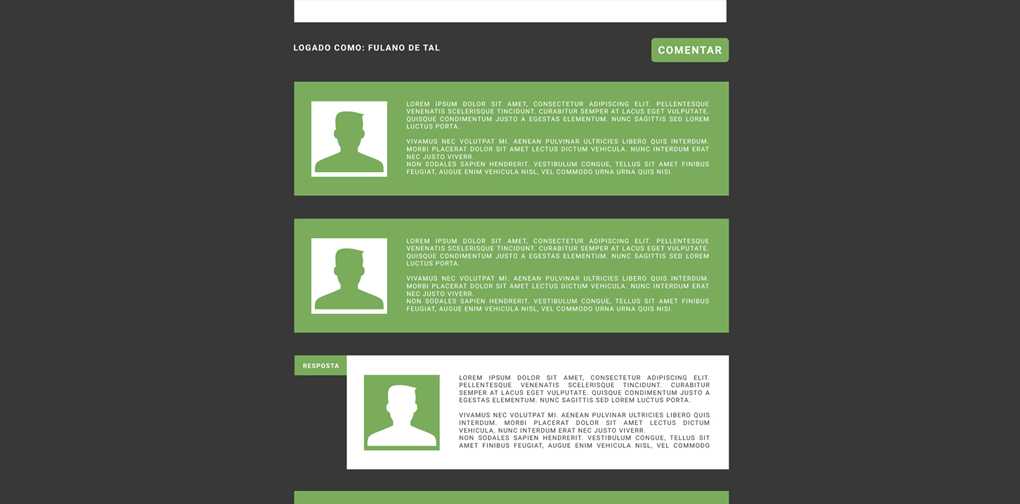 LOGADO COMO: FULANO DE TAL
COMENTAR
LOREM IPSUM DOLOR SIT AMET, CONSECTETUR ADIPISCING ELIT. PELLENTESQUE
VENENATIS SCELERISQUE TINCIDUNT. CURABITUR SEMPER AT LACUS EGET VULPUTATE.
QUISQUE CONDIMENTUM JUSTO A EGESTAS ELEMENTUM. NUNC SAGITTIS SED LOREM
LUCTUS PORTA.
VIVAMUS NEC VOLUTPAT MI. AENEAN PULVINAR ULTRICIES LIBERO QUIS INTERDUM.
MORBI PLACERAT DOLOR SIT AMET LECTUS DICTUM VEHICULA. NUNC INTERDUM ERAT
NEC JUSTO VIVERR.
NON SODALES SAPIEN HENDRERIT. VESTIBULUM CONGUE, TELLUS SIT AMET FINIBUS
FEUGIAT, AUGUE ENIM VEHICULA NISL, VEL COMMODO URNA URNA QUIS NISI.
LOREM IPSUM DOLOR SIT AMET, CONSECTETUR ADIPISCING ELIT. PELLENTESQUE
VENENATIS SCELERISQUE TINCIDUNT. CURABITUR SEMPER AT LACUS EGET VULPUTATE.
QUISQUE CONDIMENTUM JUSTO A EGESTAS ELEMENTUM. NUNC SAGITTIS SED LOREM
LUCTUS PORTA.
VIVAMUS NEC VOLUTPAT MI. AENEAN PULVINAR ULTRICIES LIBERO QUIS INTERDUM.
MORBI PLACERAT DOLOR SIT AMET LECTUS DICTUM VEHICULA. NUNC INTERDUM ERAT
NEC JUSTO VIVERR.
NON SODALES SAPIEN HENDRERIT. VESTIBULUM CONGUE, TELLUS SIT AMET FINIBUS
FEUGIAT, AUGUE ENIM VEHICULA NISL, VEL COMMODO URNA URNA QUIS NISI.
RESPOSTA
LOREM IPSUM DOLOR SIT AMET, CONSECTETUR ADIPISCING ELIT.
PELLENTESQUE VENENATIS SCELERISQUE TINCIDUNT. CURABITUR
SEMPER AT LACUS EGET VULPUTATE. QUISQUE CONDIMENTUM JUSTO A
EGESTAS ELEMENTUM. NUNC SAGITTIS SED LOREM LUCTUS PORTA.
VIVAMUS NEC VOLUTPAT MI. AENEAN PULVINAR ULTRICIES LIBERO QUIS
INTERDUM. MORBI PLACERAT DOLOR SIT AMET LECTUS DICTUM
VEHICULA. NUNC INTERDUM ERAT NEC JUSTO VIVERR.
NON SODALES SAPIEN HENDRERIT. VESTIBULUM CONGUE, TELLUS SIT
AMET FINIBUS FEUGIAT, AUGUE ENIM VEHICULA NISL, VEL COMMODO